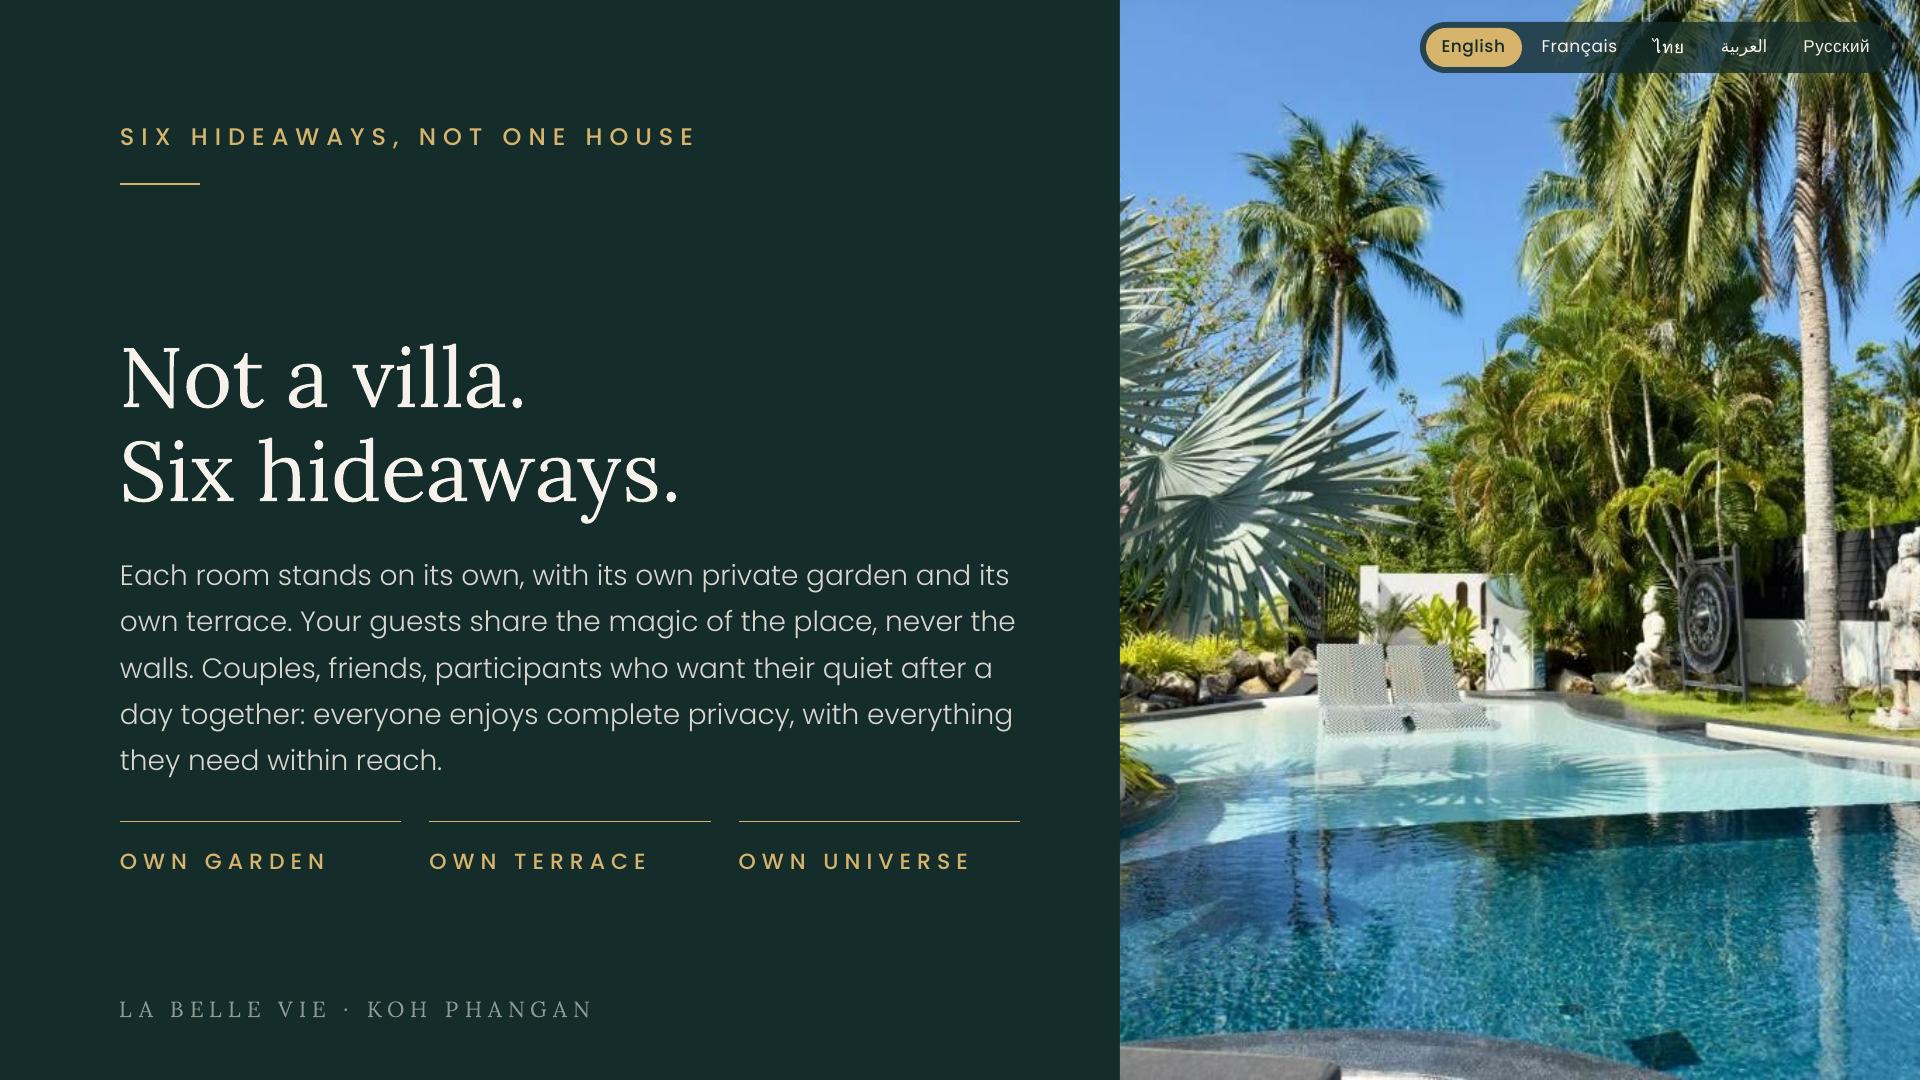 English
Français
ไทย
العربية
Русский
SIX HIDEAWAYS, NOT ONE HOUSE
Not a villa.
Six hideaways.
Each room stands on its own, with its own private garden and its
own terrace. Your guests share the magic of the place, never the
walls. Couples, friends, participants who want their quiet after a
day together: everyone enjoys complete privacy, with everything
they need within reach.
OWN GARDEN
OWN TERRACE
OWN UNIVERSE
LA BELLE VIE · KOH PHANGAN